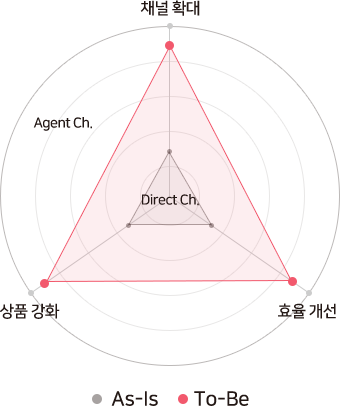 채널 확대
Agent Ch.
Direct Ch.
상품 강화
효율 개선
As-Is
To-Be